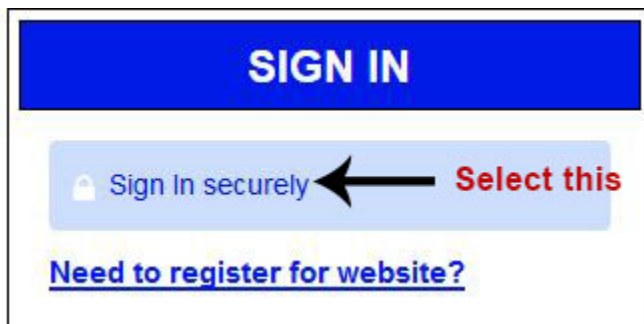 SIGN IN
Sign In securely Select this
Need to register for website?